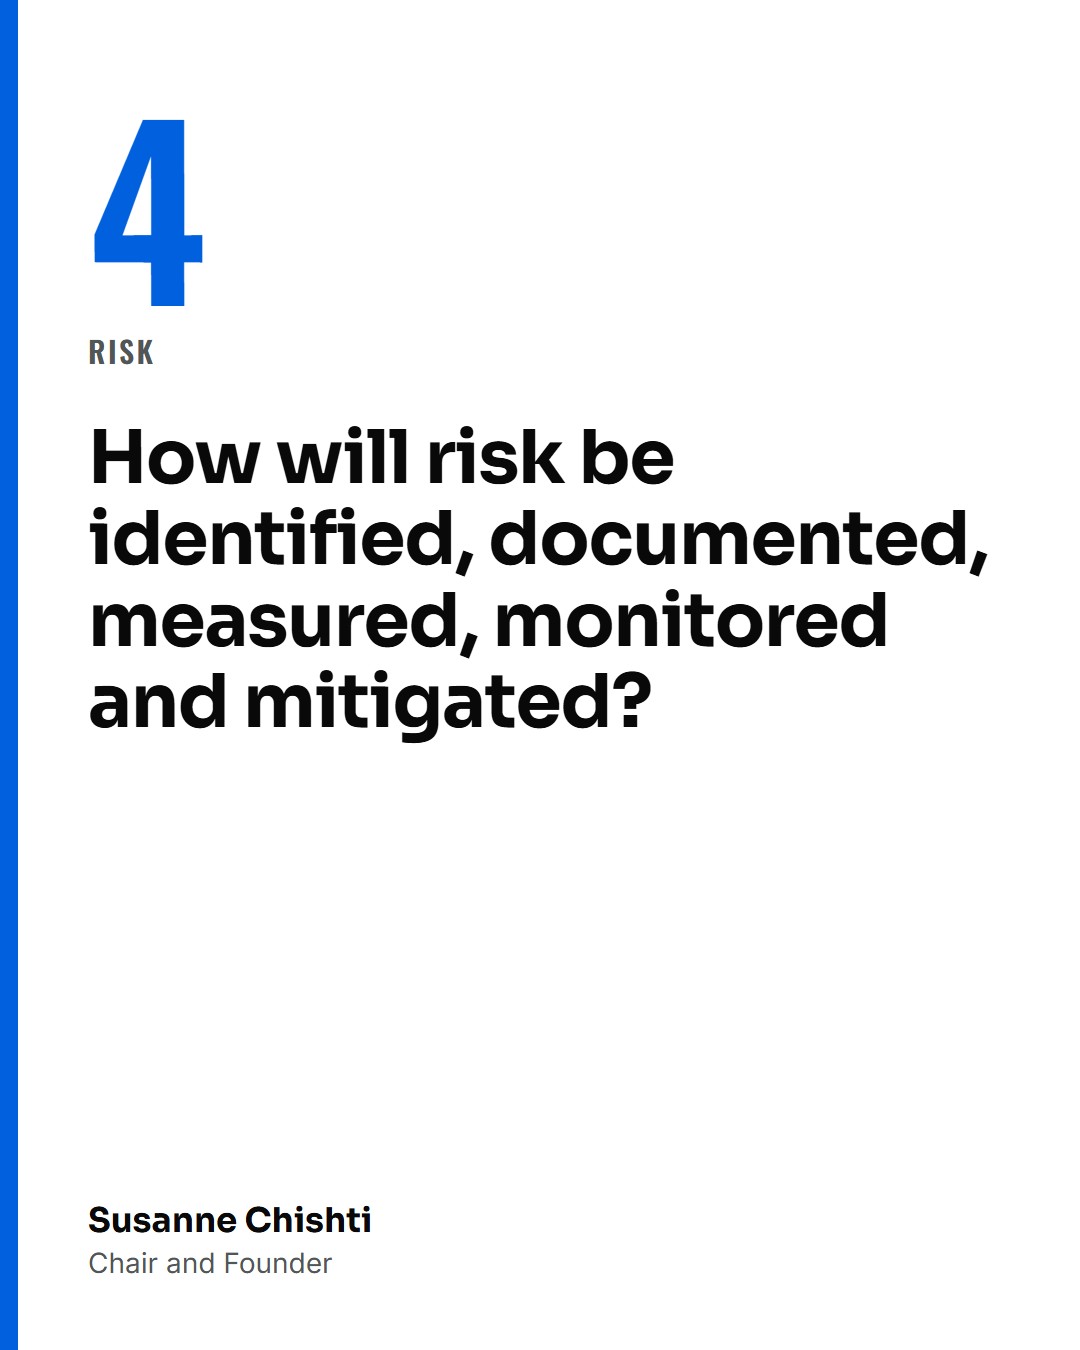 4
RISK
How will risk be
identified, documented,
measured, monitored
and mitigated?
Susanne Chishti
Chair and Founder